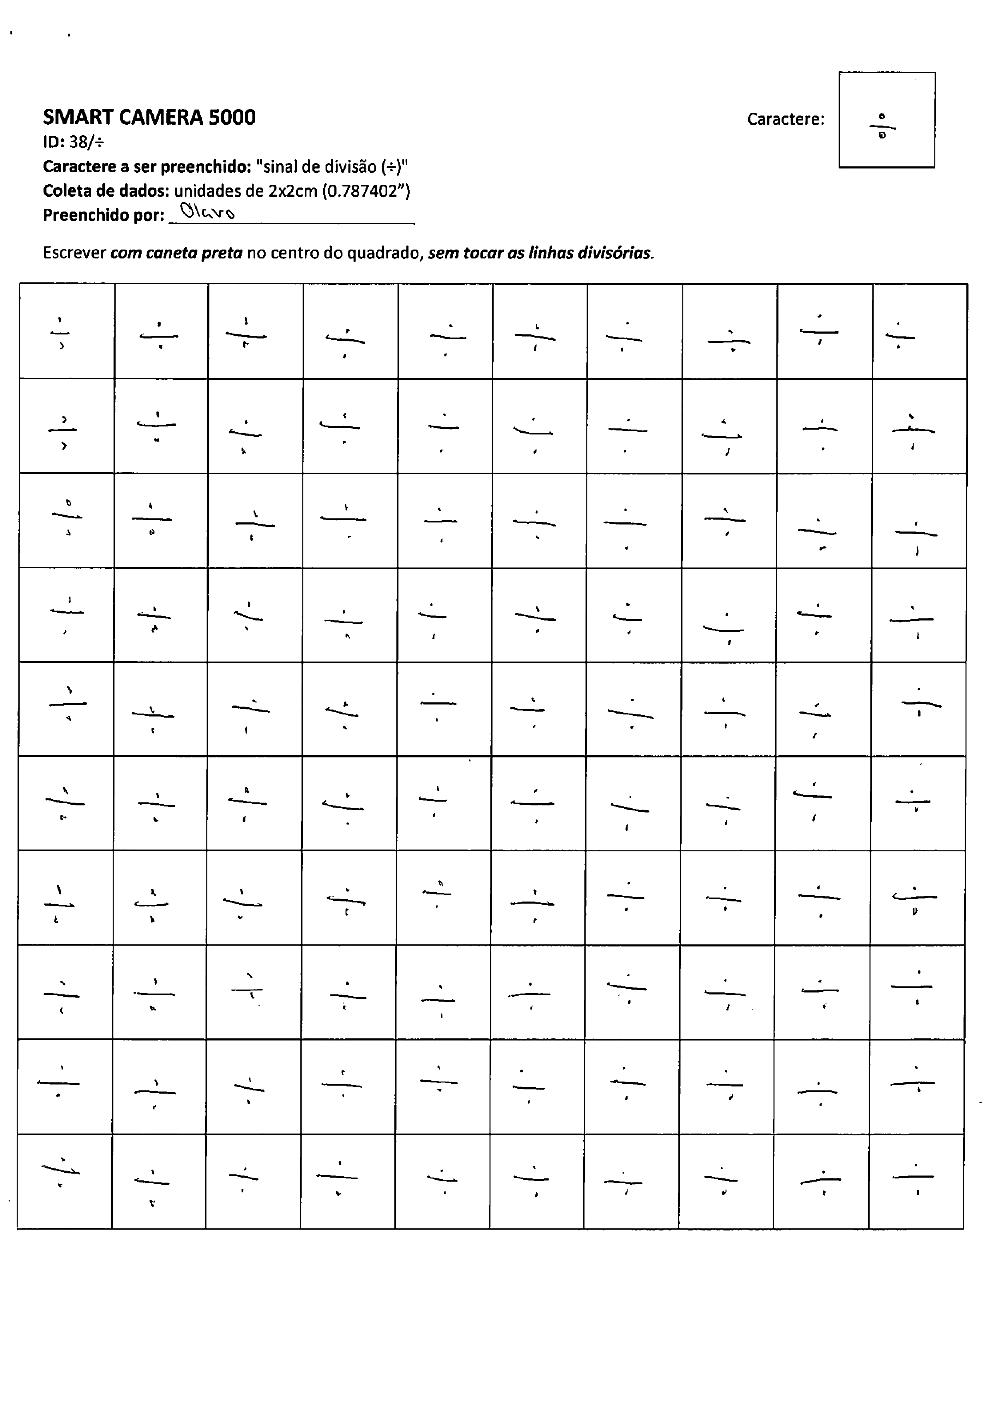 SMART CAMERA 5000
ID: 38/÷
Caractere a ser preenchido: "sinal de divisão (÷)"
Coleta de dados: unidades de 2x2cm (0.787402”)
Preenchido por: Olavo
Caractere: ÷
Escrever com caneta preta no centro do quadrado, sem tocar as linhas divisórias.
÷ ÷ ÷ ÷ ÷ ÷ ÷ ÷ ÷ ÷
÷ ÷ ÷ ÷ ÷ ÷ ÷ ÷ ÷ ÷
÷ ÷ ÷ ÷ ÷ ÷ ÷ ÷ ÷ ÷
÷ ÷ ÷ ÷ ÷ ÷ ÷ ÷ ÷ ÷
÷ ÷ ÷ ÷ ÷ ÷ ÷ ÷ ÷ ÷
÷ ÷ ÷ ÷ ÷ ÷ ÷ ÷ ÷ ÷
÷ ÷ ÷ ÷ ÷ ÷ ÷ ÷ ÷ ÷
÷ ÷ ÷ ÷ ÷ ÷ ÷ ÷ ÷ ÷
÷ ÷ ÷ ÷ ÷ ÷ ÷ ÷ ÷ ÷
÷ ÷ ÷ ÷ ÷ ÷ ÷ ÷ ÷ ÷